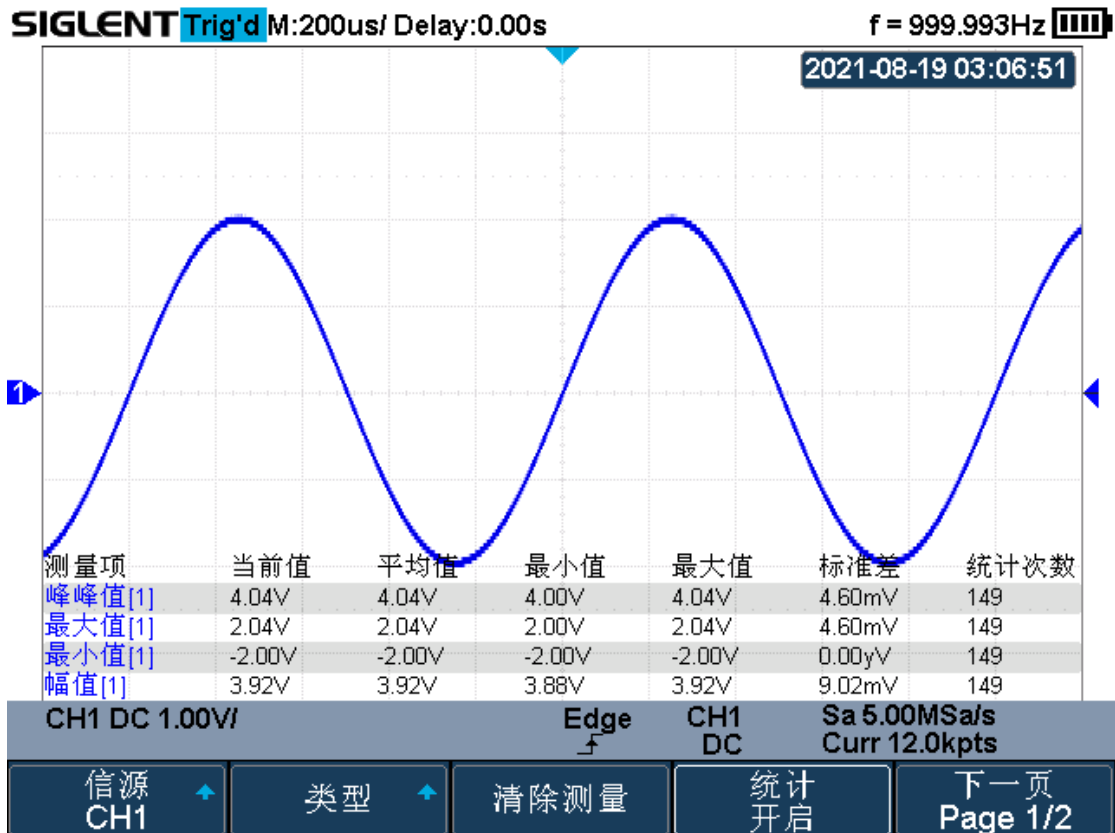 SIGLENT Trig'd M:200us/ Delay:0.00s f = 999.993Hz
2021-08-19 03:06:51
1
测量项 当前值 平均值 最小值 最大值 标准差 统计次数
峰峰值[1] 4.04V 4.04V 4.00V 4.04V 4.60mV 149
最大值[1] 2.04V 2.04V 2.00V 2.04V 4.60mV 149
最小值[1] -2.00V -2.00V -2.00V -2.00V 0.00yV 149
幅值[1] 3.92V 3.92V 3.88V 3.92V 9.02mV 149
CH1 DC 1.00V/ Edge CH1 Sa 5.00MSa/s
DC Curr 12.0kpts
信源 类型 清除测量 统计 下一页
CH1 开启 Page 1/2